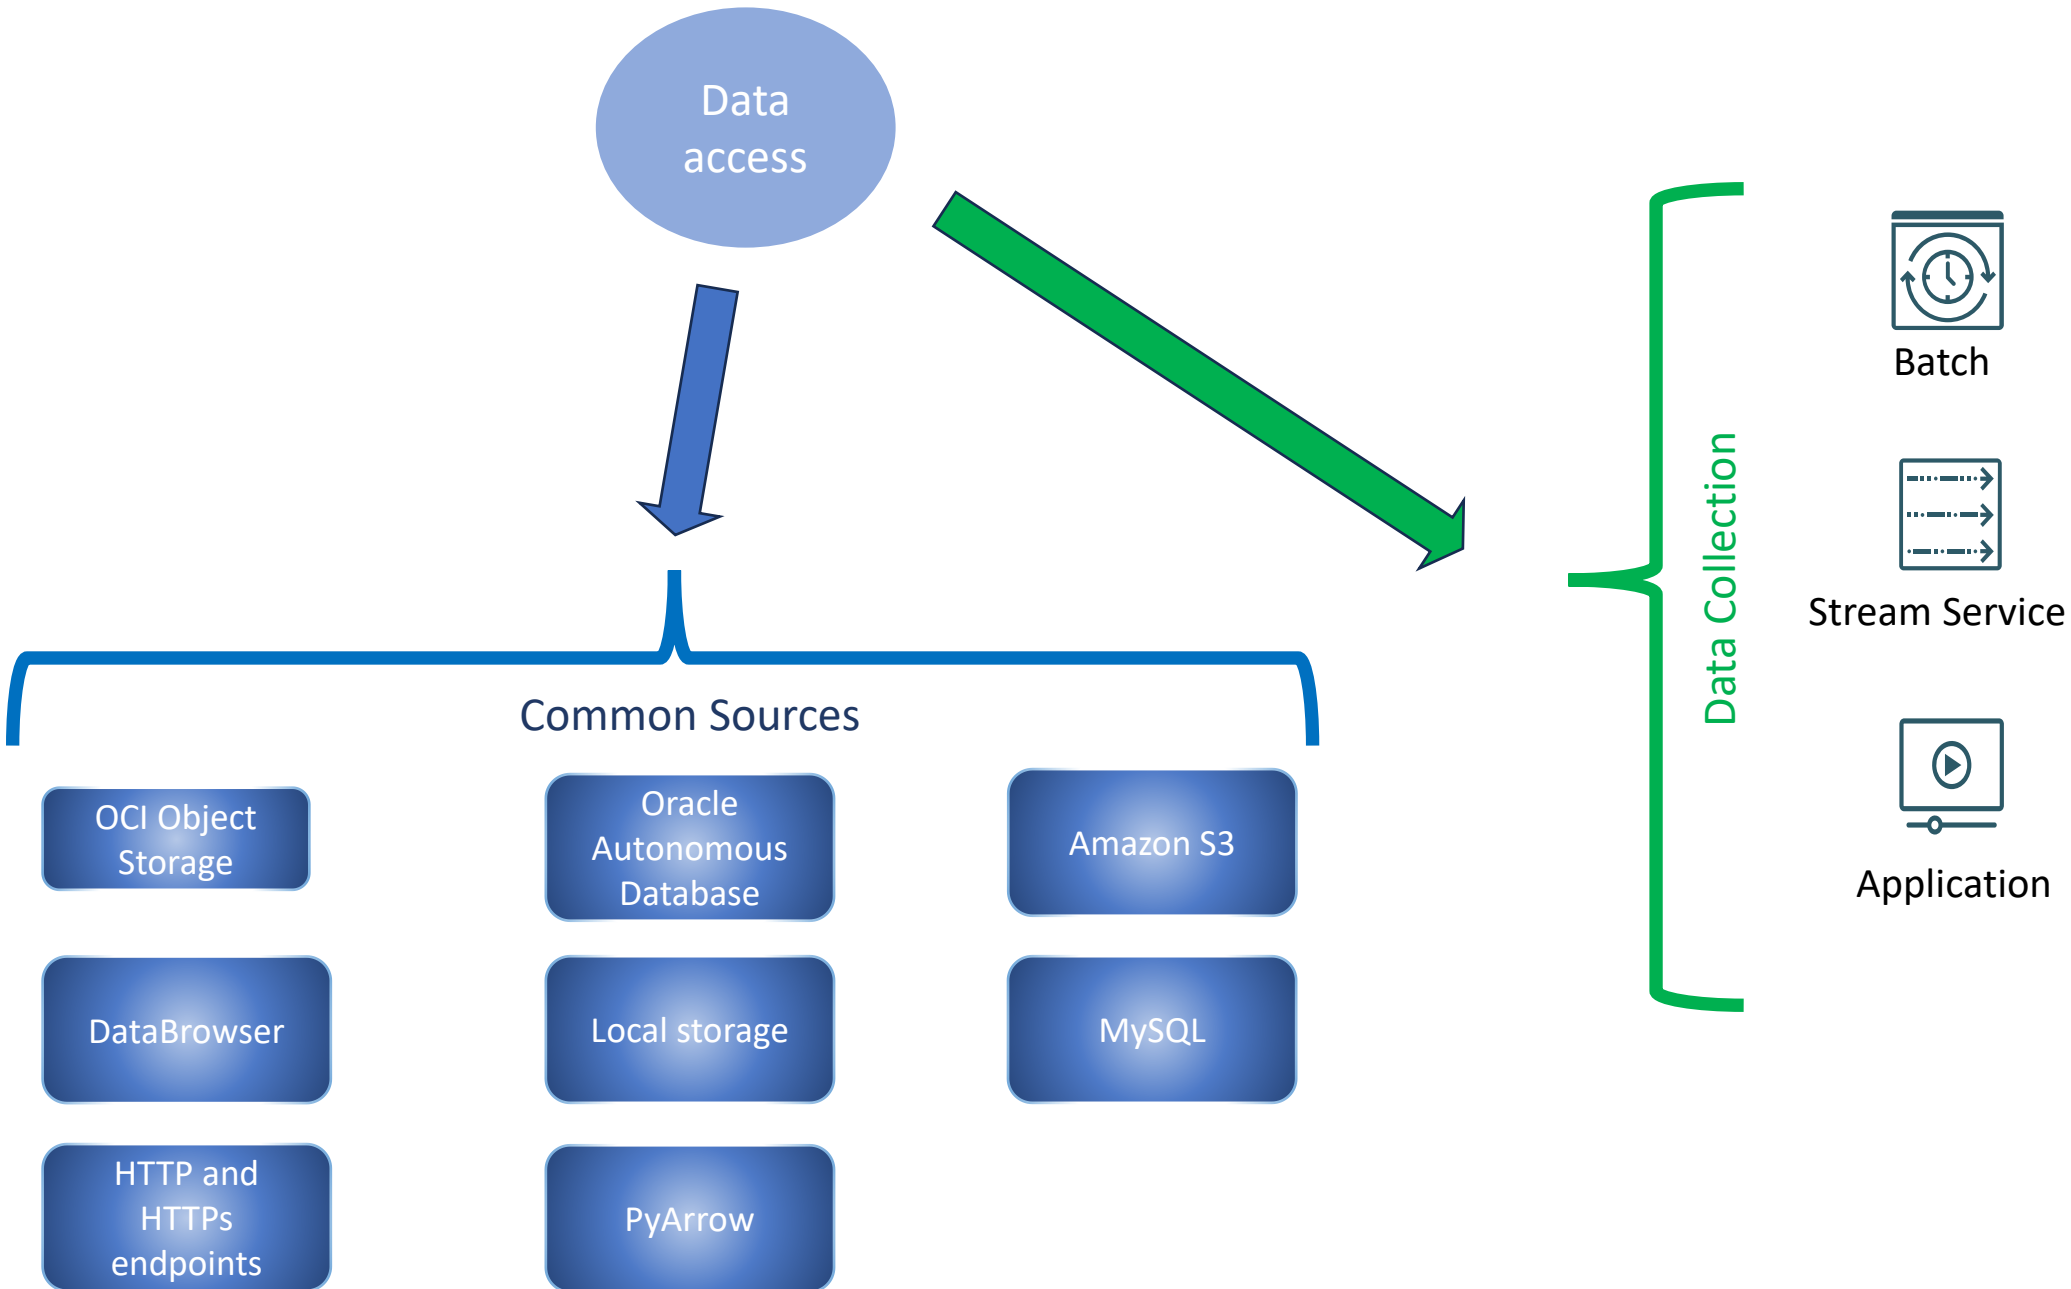 Data
access
Batch
Data Collection
Stream Service
Application
Common Sources
OCI Object
Storage
Oracle
Autonomous
Database
Amazon S3
DataBrowser
Local storage
MySQL
HTTP and
HTTPs
endpoints
PyArrow